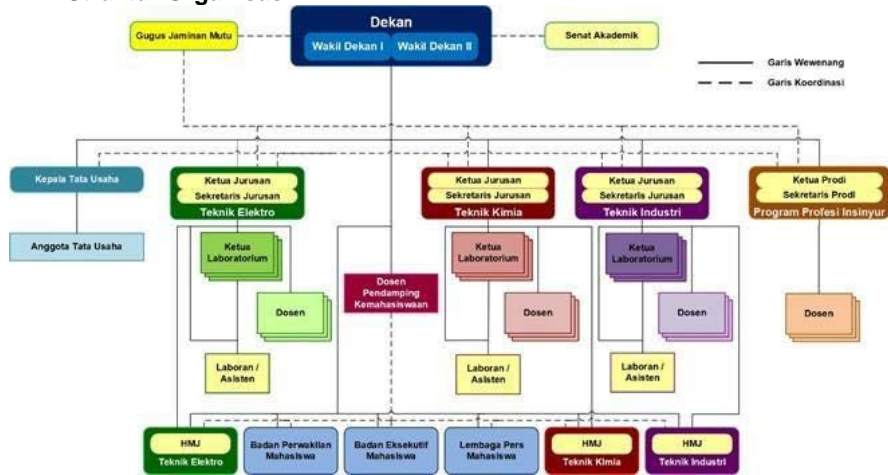 Dekan
Wakil Dekan I
Wakil Dekan II
Gugus Jaminan Mutu
Senat Akademik
Garis Wewenang
Garis Koordinasi
Kepala Tata Usaha
Ketua Jurusan
Sekretaris Jurusan
Teknik Elektro
Ketua Jurusan
Sekretaris Jurusan
Teknik Kimia
Ketua Jurusan
Sekretaris Jurusan
Teknik Industri
Ketua Prodi
Sekretaris Prodi
Program Profesi Insinyur
Anggota Tata Usaha
Ketua
Laboratorium
Ketua
Laboratorium
Ketua
Laboratorium
Dosen
Pendamping
Kemahasiswaan
Dosen
Dosen
Dosen
Dosen
Laboran /
Asisten
Laboran /
Asisten
Laboran /
Asisten
HMJ
Teknik Elektro
Badan Perwakilan
Mahasiswa
Badan Eksekutif
Mahasiswa
Lembaga Pers
Mahasiswa
HMJ
Teknik Kimia
HMJ
Teknik Industri